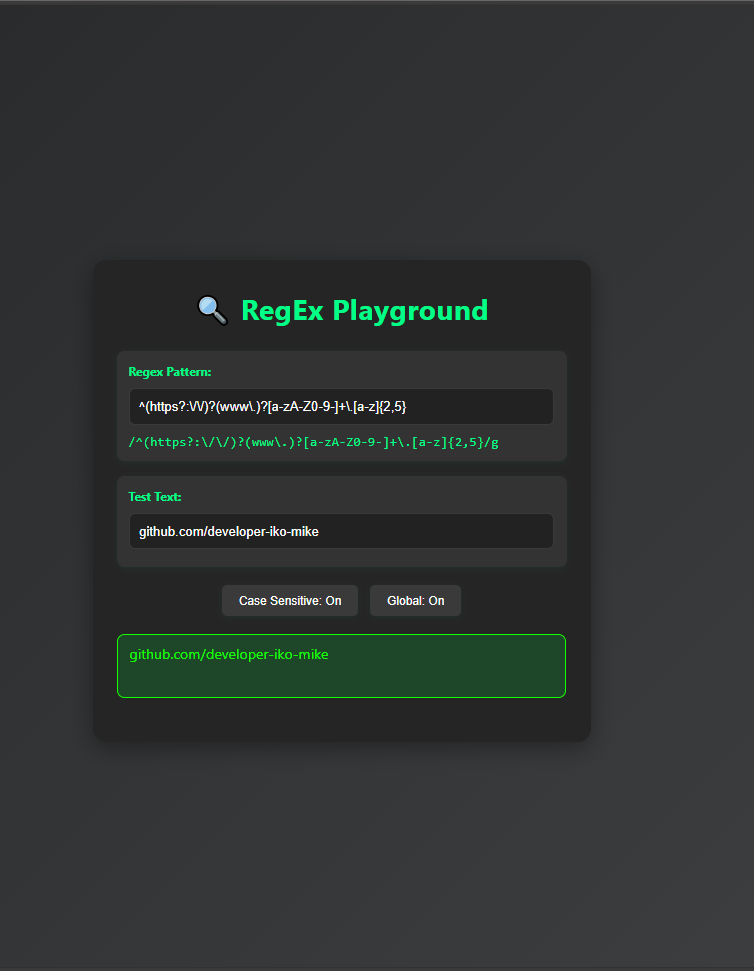 🔍 RegEx Playground
Regex Pattern:
^(https?:\/\/)?(www\.)?[a-zA-Z0-9-]+\.[a-z]{2,5}
/^(https?:\/\/)?(www\.)?[a-zA-Z0-9-]+\.[a-z]{2,5}/g
Test Text:
github.com/developer-iko-mike
Case Sensitive: On Global: On
github.com/developer-iko-mike